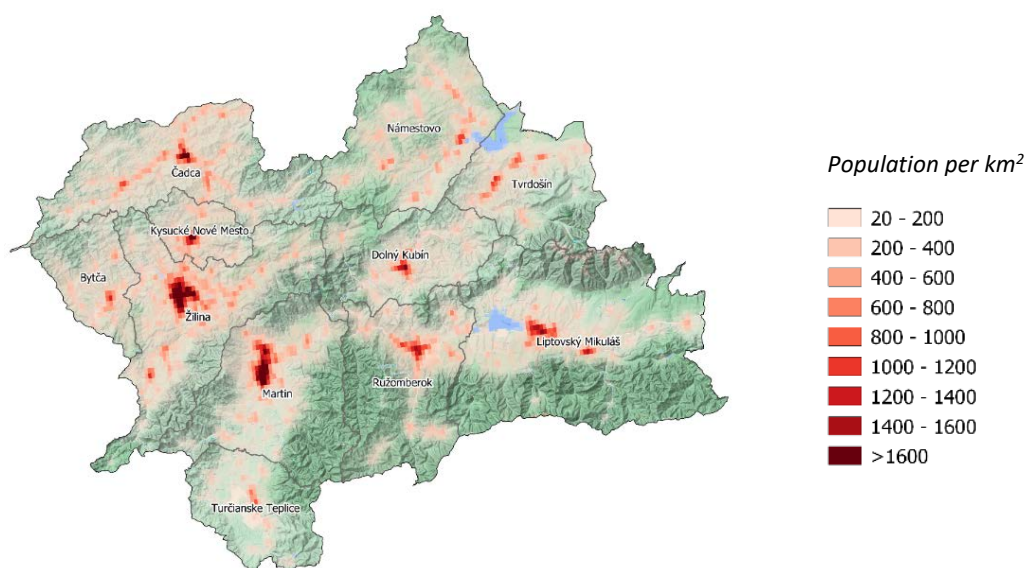 Námestovo
Čadca
Tvrdošín
Kysucké Nové Mesto
Dolný Kubín
Bytča
Žilina
Liptovský Mikuláš
Martin
Ružomberok
Turčianske Teplice
Population per km²
20 - 200
200 - 400
400 - 600
600 - 800
800 - 1000
1000 - 1200
1200 - 1400
1400 - 1600
>1600